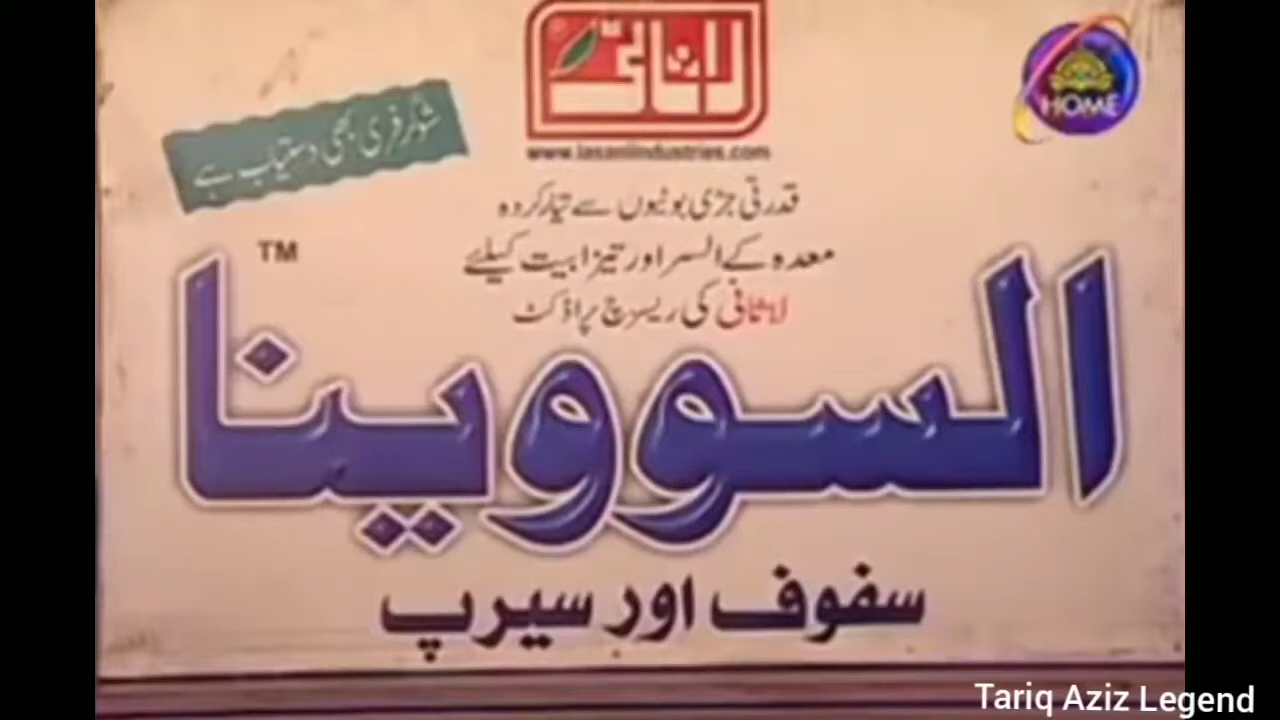 لاثانی
HOME
www.lasaniindustries.com
شوگر فری بھی دستیاب ہے
قدرتی جڑی بوٹیوں سے تیار کردہ
معدہ کے السر اور تیزابیت کیلئے
لاثانی کی ریسرچ پراڈکٹ
TM
السووینا
سفوف اور سیرپ
Tariq Aziz Legend